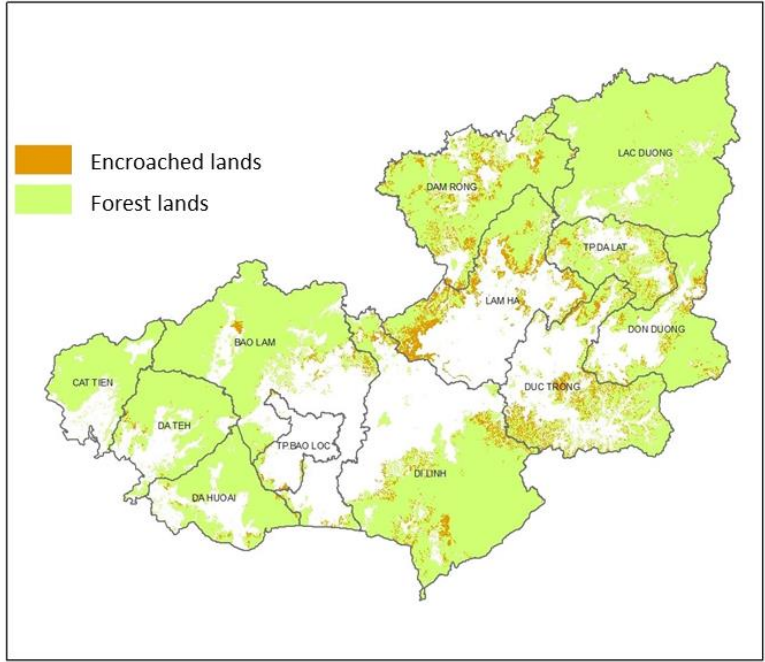 Encroached lands
Forest lands
LAC DUONG
DAM RONG
TP.DA LAT
LAM HA
DON DUONG
BAO LAM
CAT TIEN
DUC TRONG
DA TEH
TP.BAO LOC
DI LINH
DA HUOAI